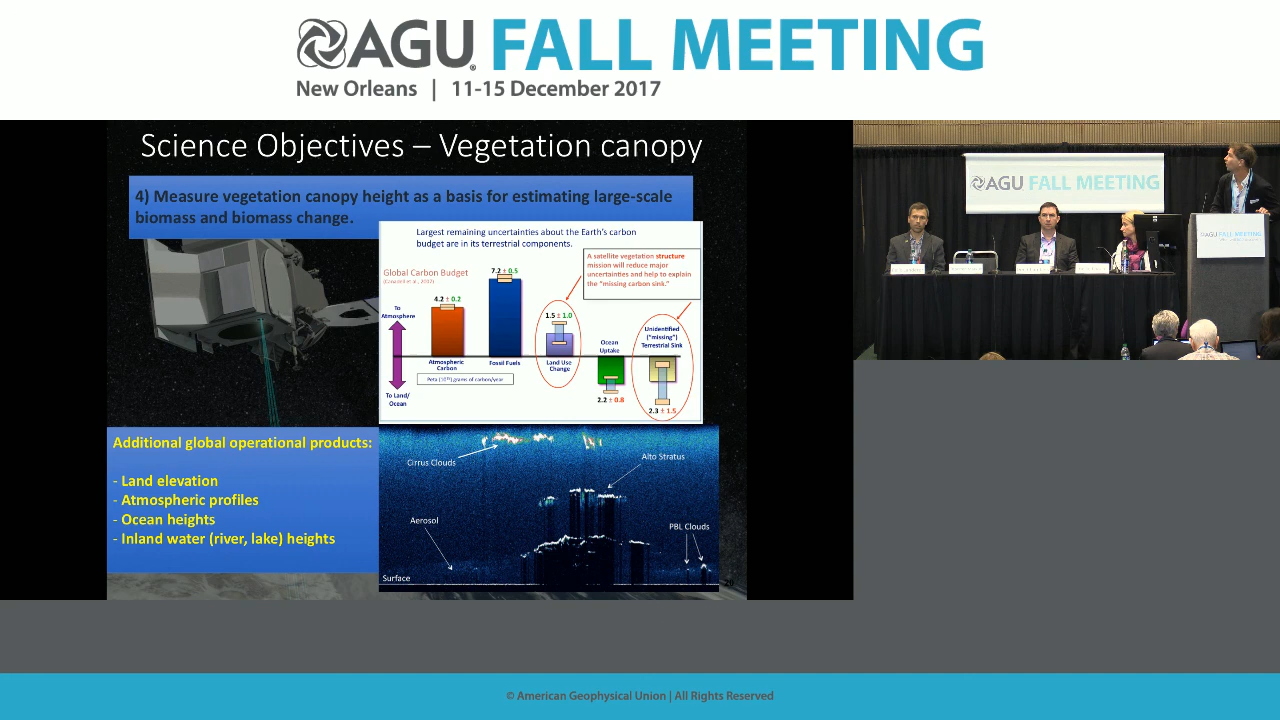 AGU FALL MEETING
New Orleans | 11-15 December 2017
Science Objectives – Vegetation canopy
4) Measure vegetation canopy height as a basis for estimating large-scale
biomass and biomass change.
Largest remaining uncertainties about the Earth's carbon
budget are in its terrestrial components.
A satellite vegetation structure
mission will reduce major
uncertainties and help to explain
the "missing carbon sink."
Global Carbon Budget
To
Atmosphere
To Land/
Ocean
4.2 ± 0.2
Atmospheric
Carbon
7.2 ± 0.5
Fossil Fuels
1.5 ± 1.0
Land Use
Change
Ocean
Uptake
2.2 ± 0.8
Unidentified
("missing")
Terrestrial Sink
2.3 ± 1.5
Additional global operational products:
- Land elevation
- Atmospheric profiles
- Ocean heights
- Inland water (river, lake) heights
Cirrus Clouds
Alto Stratus
Aerosol
PBL Clouds
Surface
AGU FALL MEETING
AGU FALL MEETING
© American Geophysical Union | All Rights Reserved